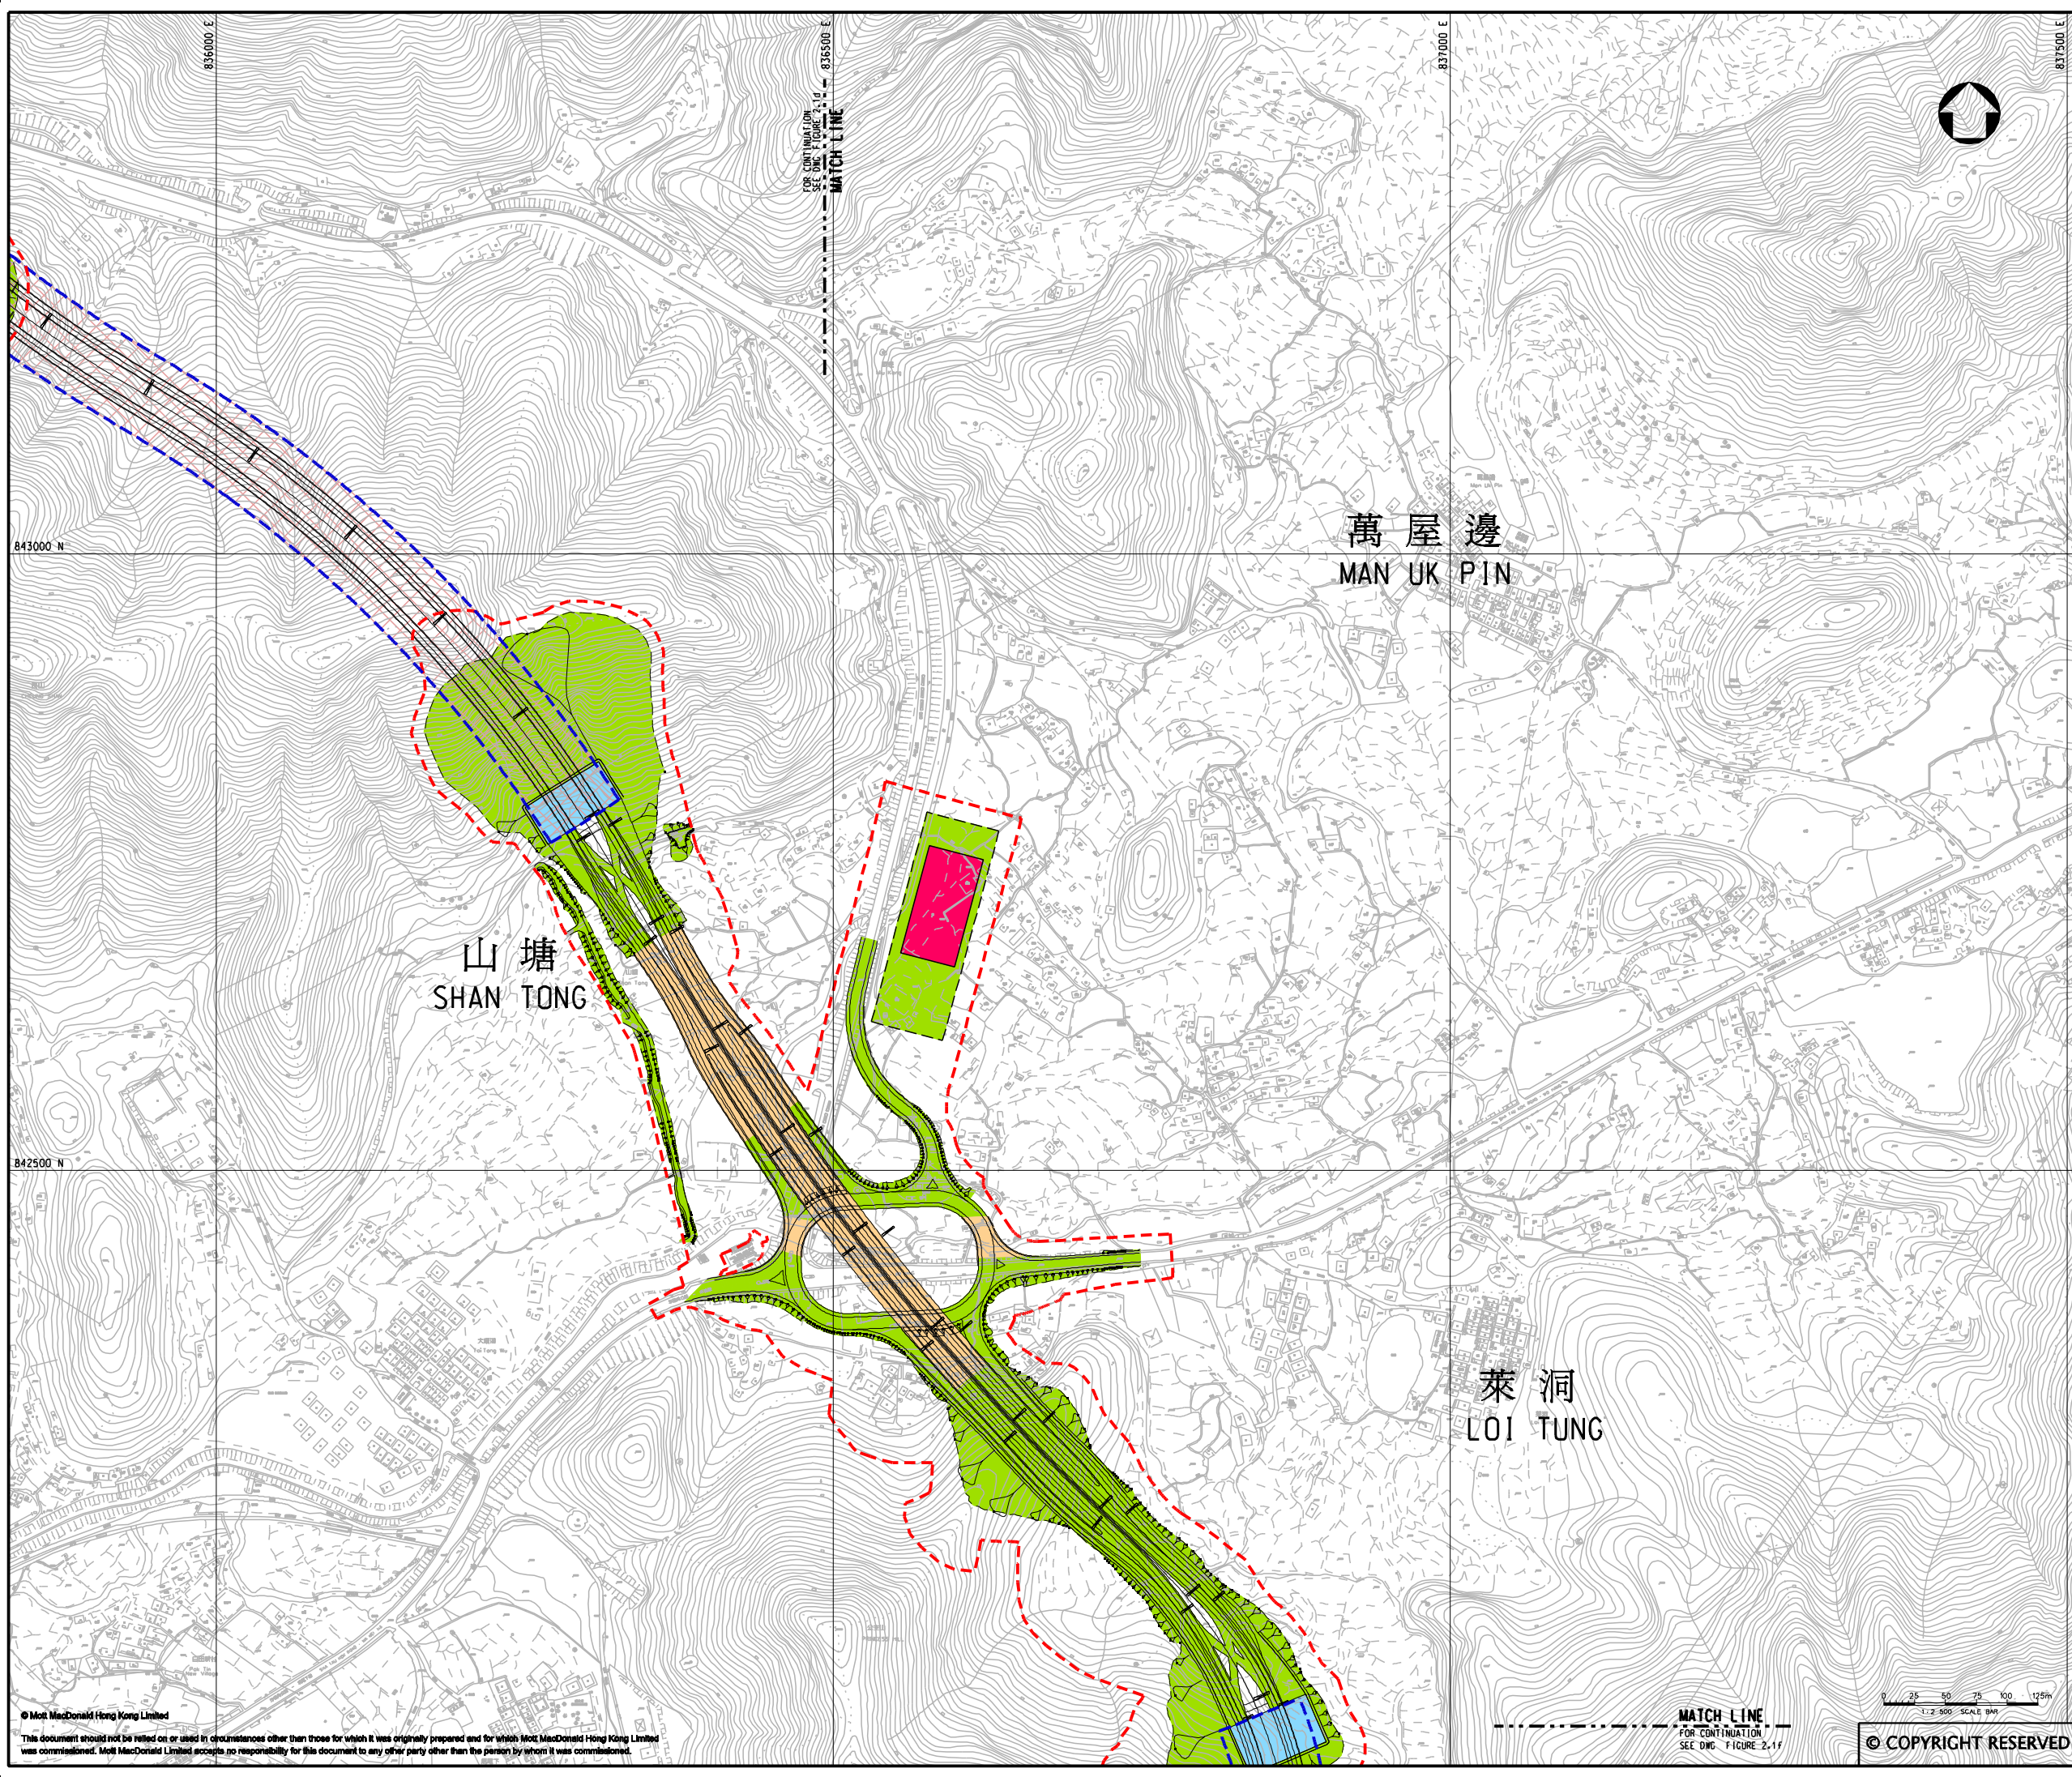 836000 E
836500 E
837000 E
837500 E
FOR CONTINUATION
SEE DWG FIGURE 2.1d
MATCH LINE
843000 N
萬屋邊
MAN UK PIN
山塘
SHAN TONG
842500 N
萊洞
LOI TUNG
© Mott MacDonald Hong Kong Limited
This document should not be relied on or used in circumstances other than those for which it was originally prepared and for which Mott MacDonald Hong Kong Limited
was commissioned. Mott MacDonald Limited accepts no responsibility for this document to any other party other than the person by whom it was commissioned.
MATCH LINE
FOR CONTINUATION
SEE DWG FIGURE 2.1f
0 25 50 75 100 125m
1 : 2 500 SCALE BAR
© COPYRIGHT RESERVED